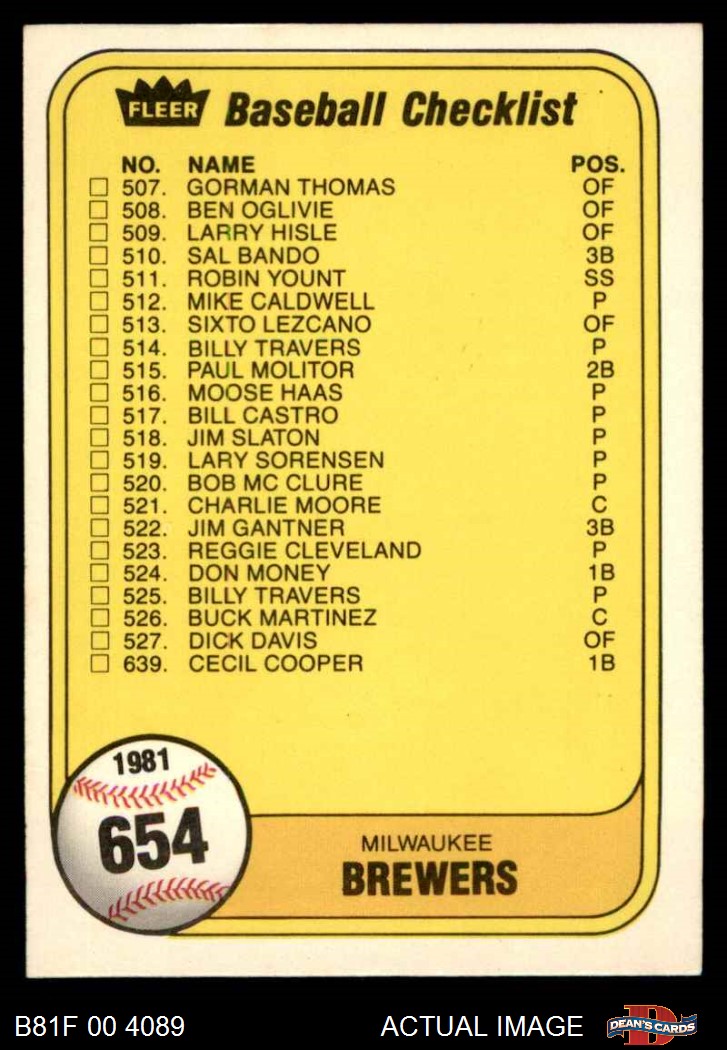 FLEER Baseball Checklist
NO. NAME POS.
507. GORMAN THOMAS OF
508. BEN OGLIVIE OF
509. LARRY HISLE OF
510. SAL BANDO 3B
511. ROBIN YOUNT SS
512. MIKE CALDWELL P
513. SIXTO LEZCANO OF
514. BILLY TRAVERS P
515. PAUL MOLITOR 2B
516. MOOSE HAAS P
517. BILL CASTRO P
518. JIM SLATON P
519. LARY SORENSEN P
520. BOB MC CLURE P
521. CHARLIE MOORE C
522. JIM GANTNER 3B
523. REGGIE CLEVELAND P
524. DON MONEY 1B
525. BILLY TRAVERS P
526. BUCK MARTINEZ C
527. DICK DAVIS OF
639. CECIL COOPER 1B
1981
654
MILWAUKEE
BREWERS
B81F 00 4089 ACTUAL IMAGE D DEAN'S CARDS